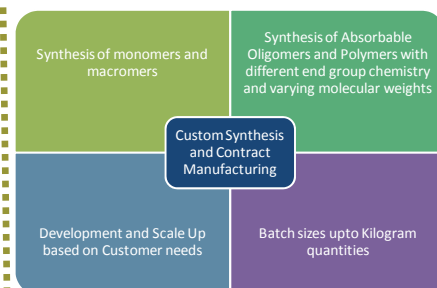 Synthesis of monomers and
macromers
Synthesis of Absorbable
Oligomers and Polymers with
different end group chemistry
and varying molecular weights
Custom Synthesis
and Contract
Manufacturing
Development and Scale Up
based on Customer needs
Batch sizes upto Kilogram
quantities